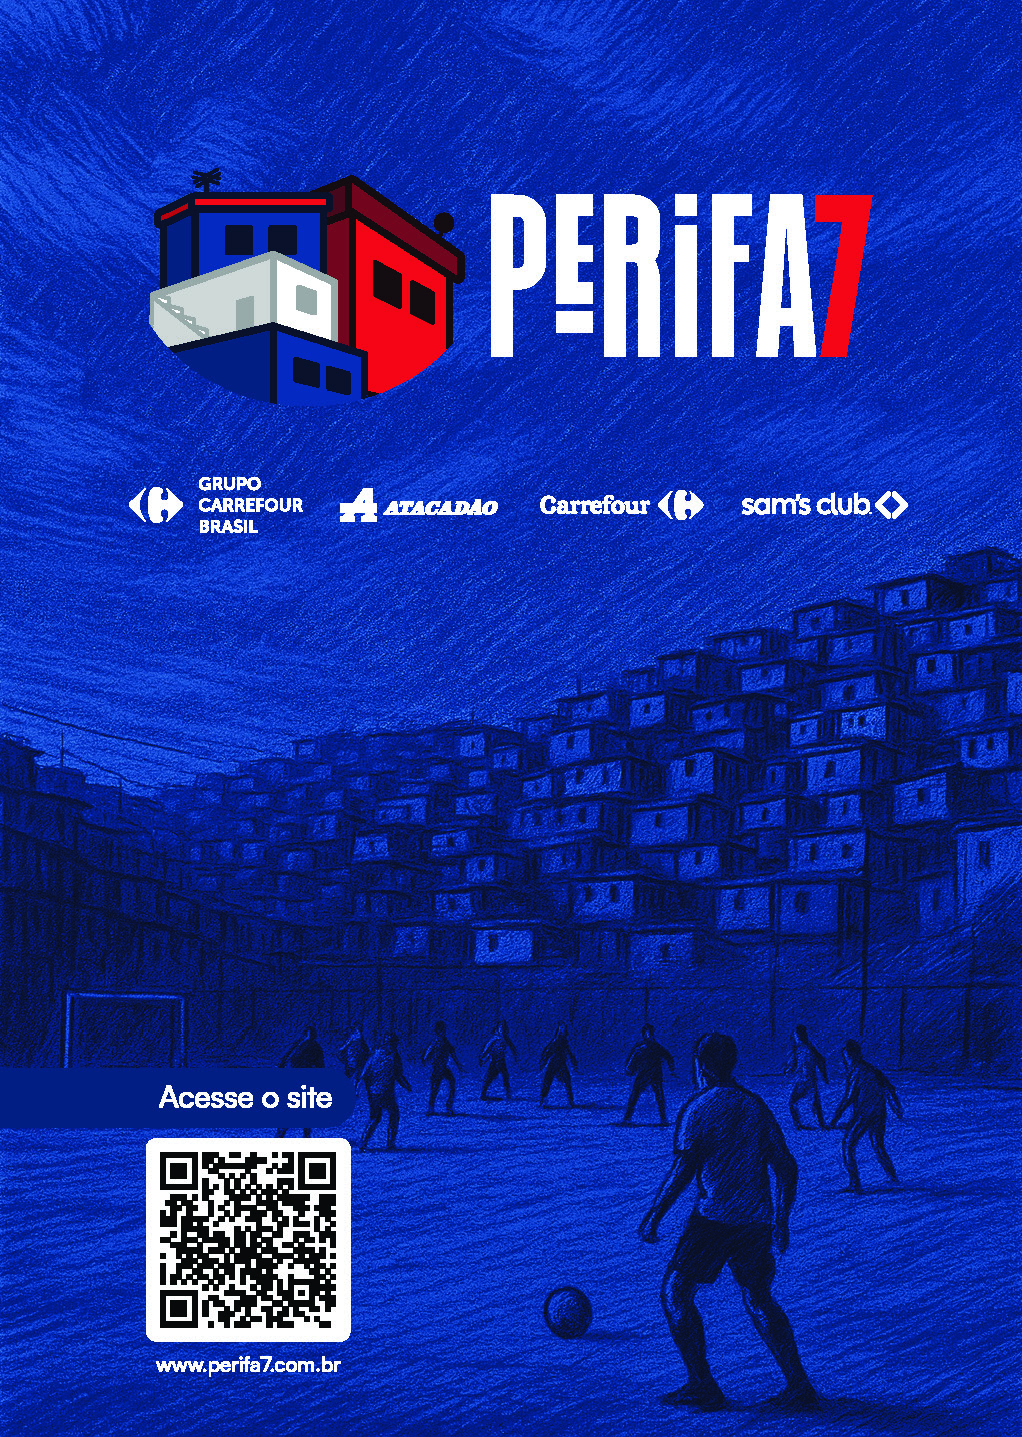 PERiFA7
GRUPO
CARREFOUR
BRASIL
ATACADÃO
Carrefour
sam's club
Acesse o site
www.perifa7.com.br